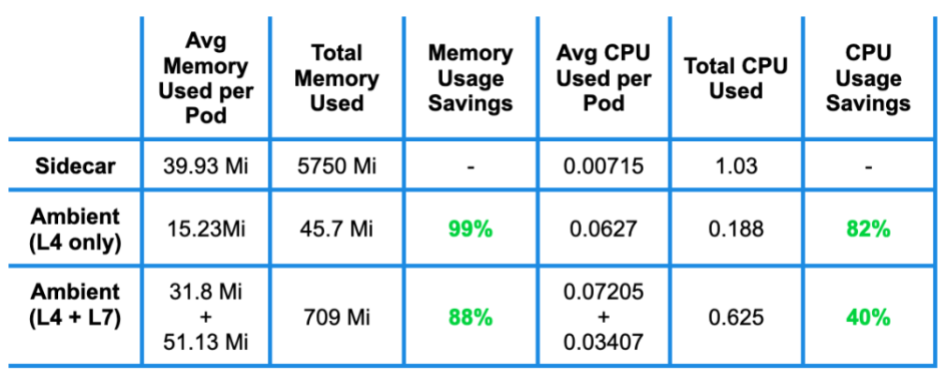 Avg Memory Used per Pod
Total Memory Used
Memory Usage Savings
Avg CPU Used per Pod
Total CPU Used
CPU Usage Savings
Sidecar
39.93 Mi
5750 Mi
-
0.00715
1.03
-
Ambient (L4 only)
15.23Mi
45.7 Mi
99%
0.0627
0.188
82%
Ambient (L4 + L7)
31.8 Mi + 51.13 Mi
709 Mi
88%
0.07205 + 0.03407
0.625
40%